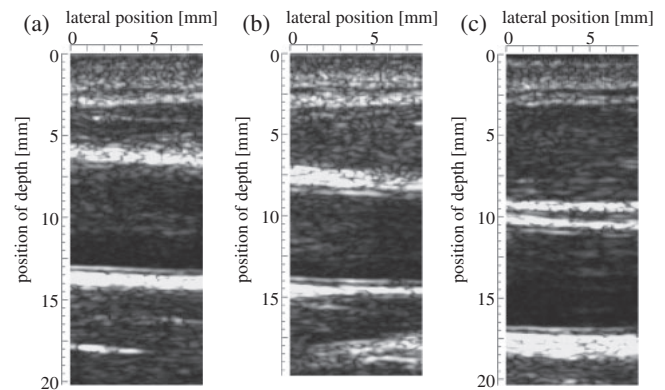 (a) lateral position [mm]
0 5
position of depth [mm]
0
5
10
15
20
(b) lateral position [mm]
0 5
position of depth [mm]
0
5
10
15
(c) lateral position [mm]
0 5
position of depth [mm]
0
5
10
15
20